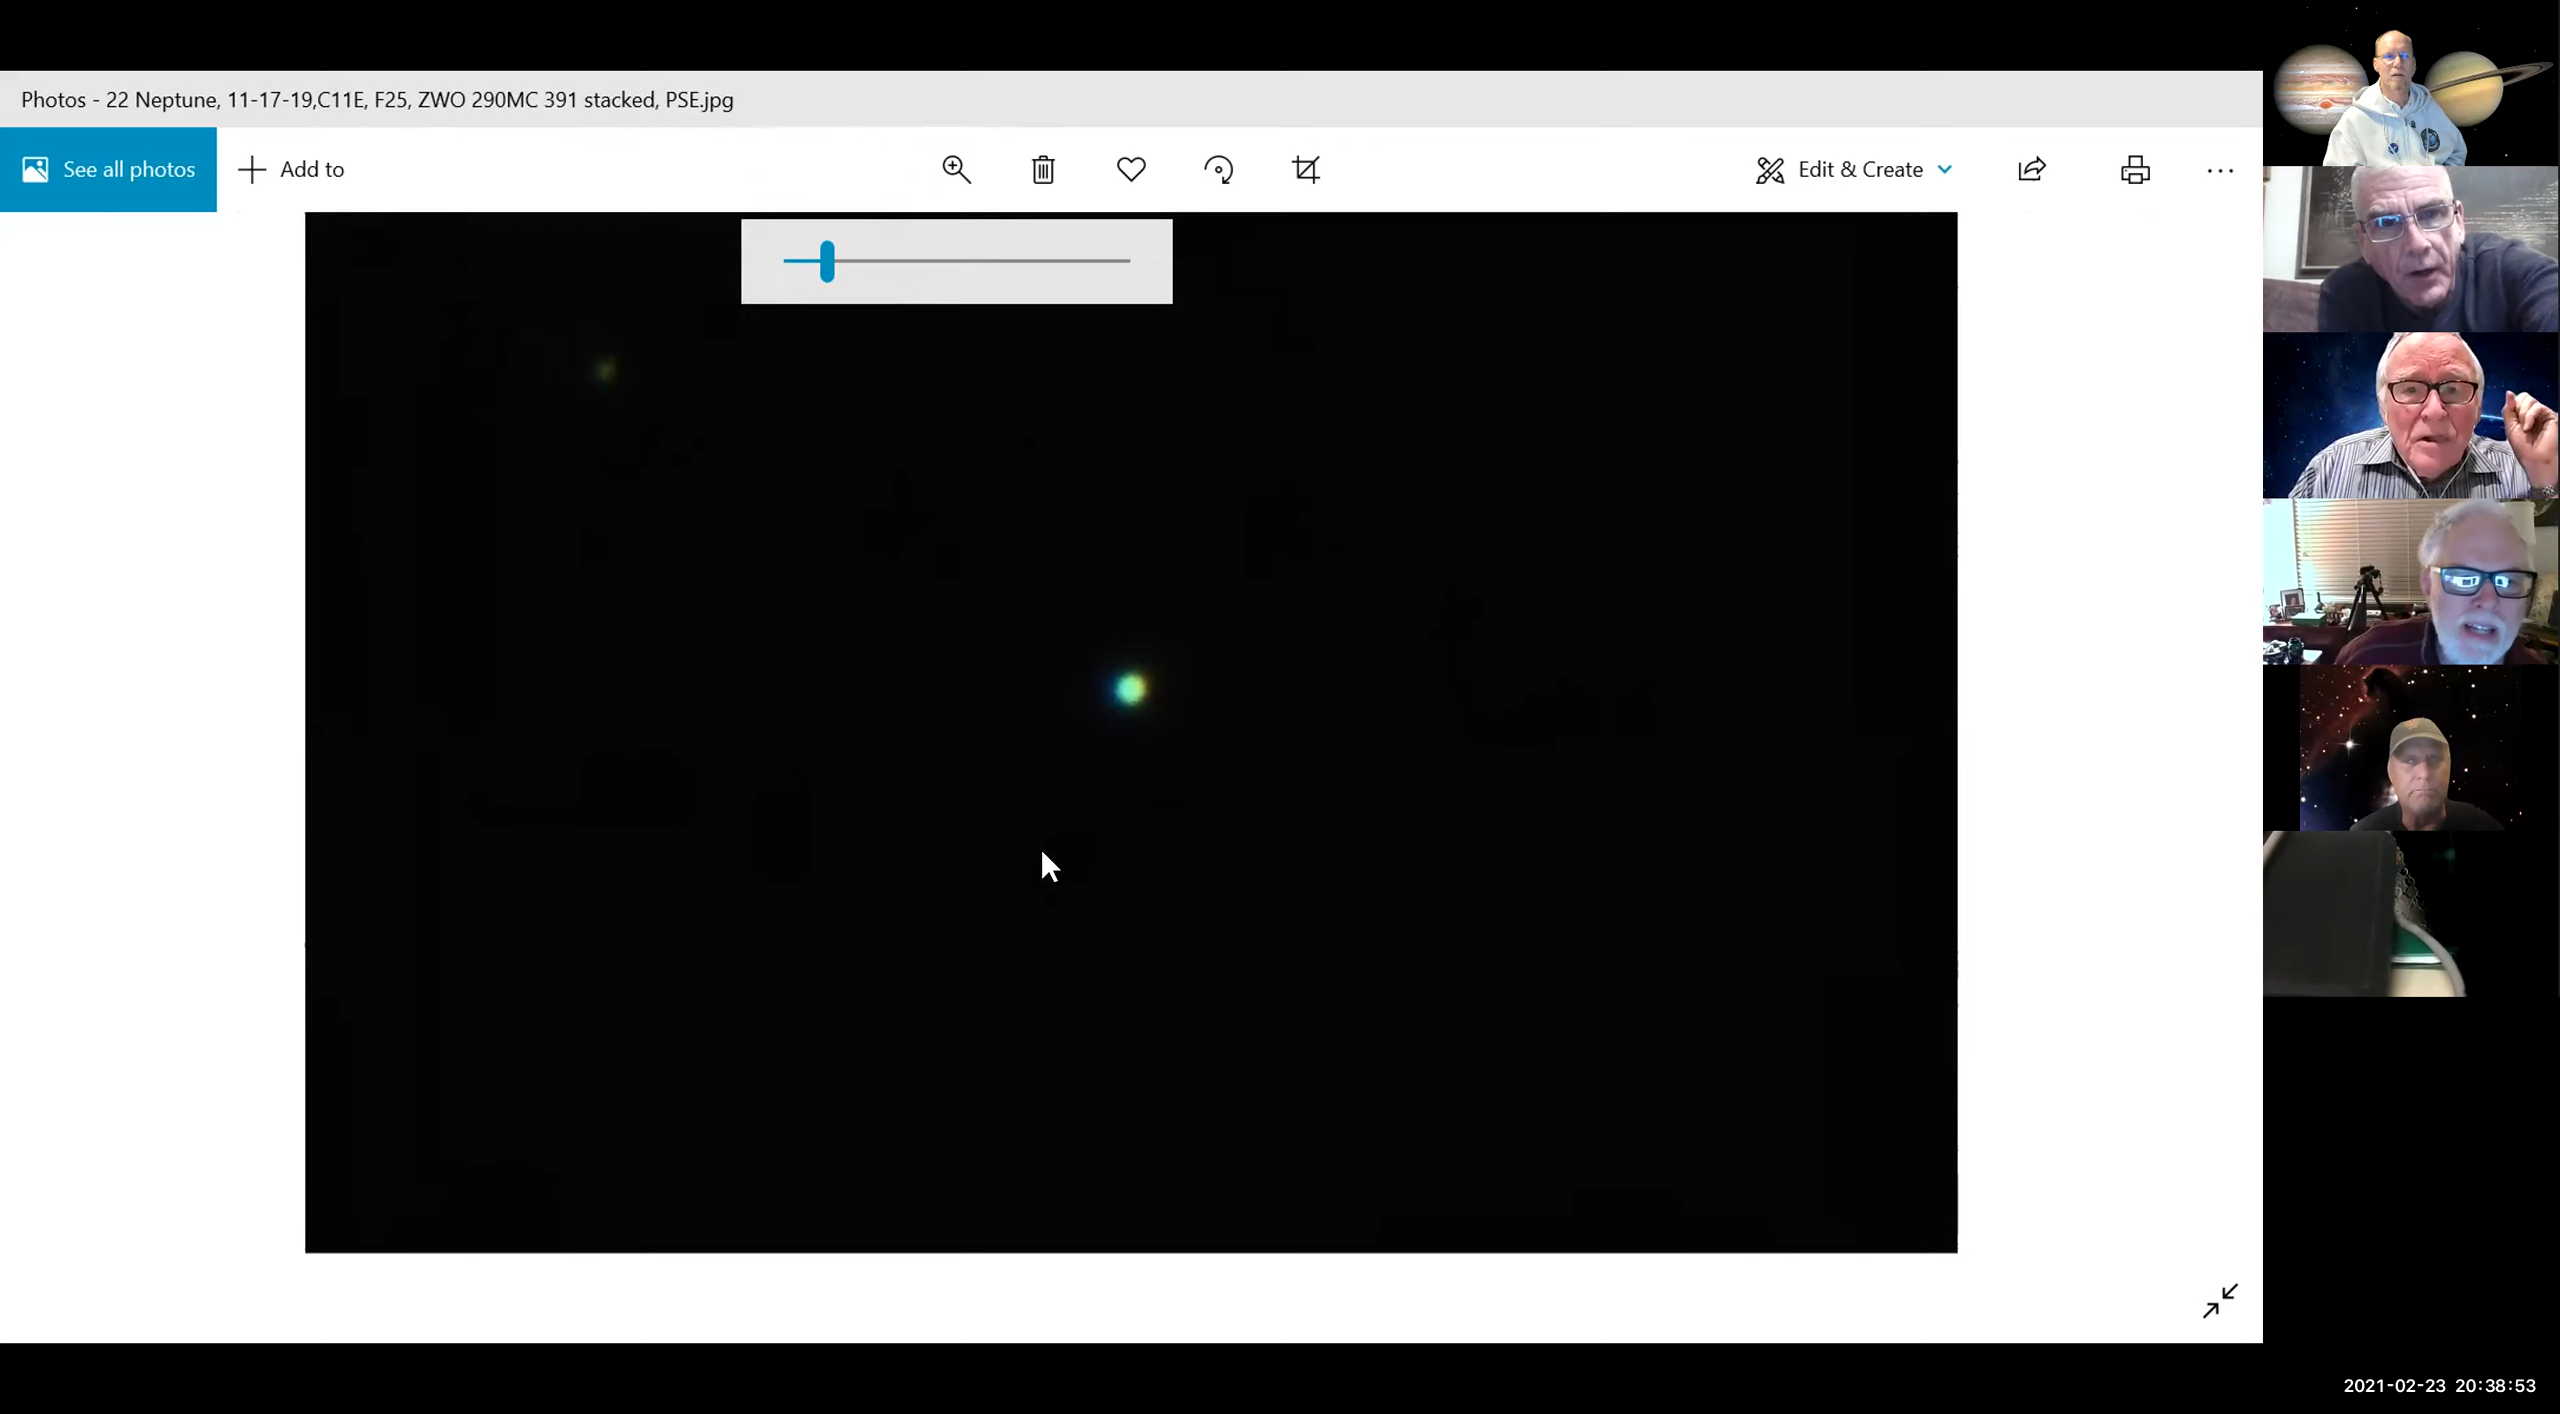 Photos - 22 Neptune, 11-17-19,C11E, F25, ZWO 290MC 391 stacked, PSE.jpg
See all photos
Add to
Edit & Create
2021-02-23 20:38:53